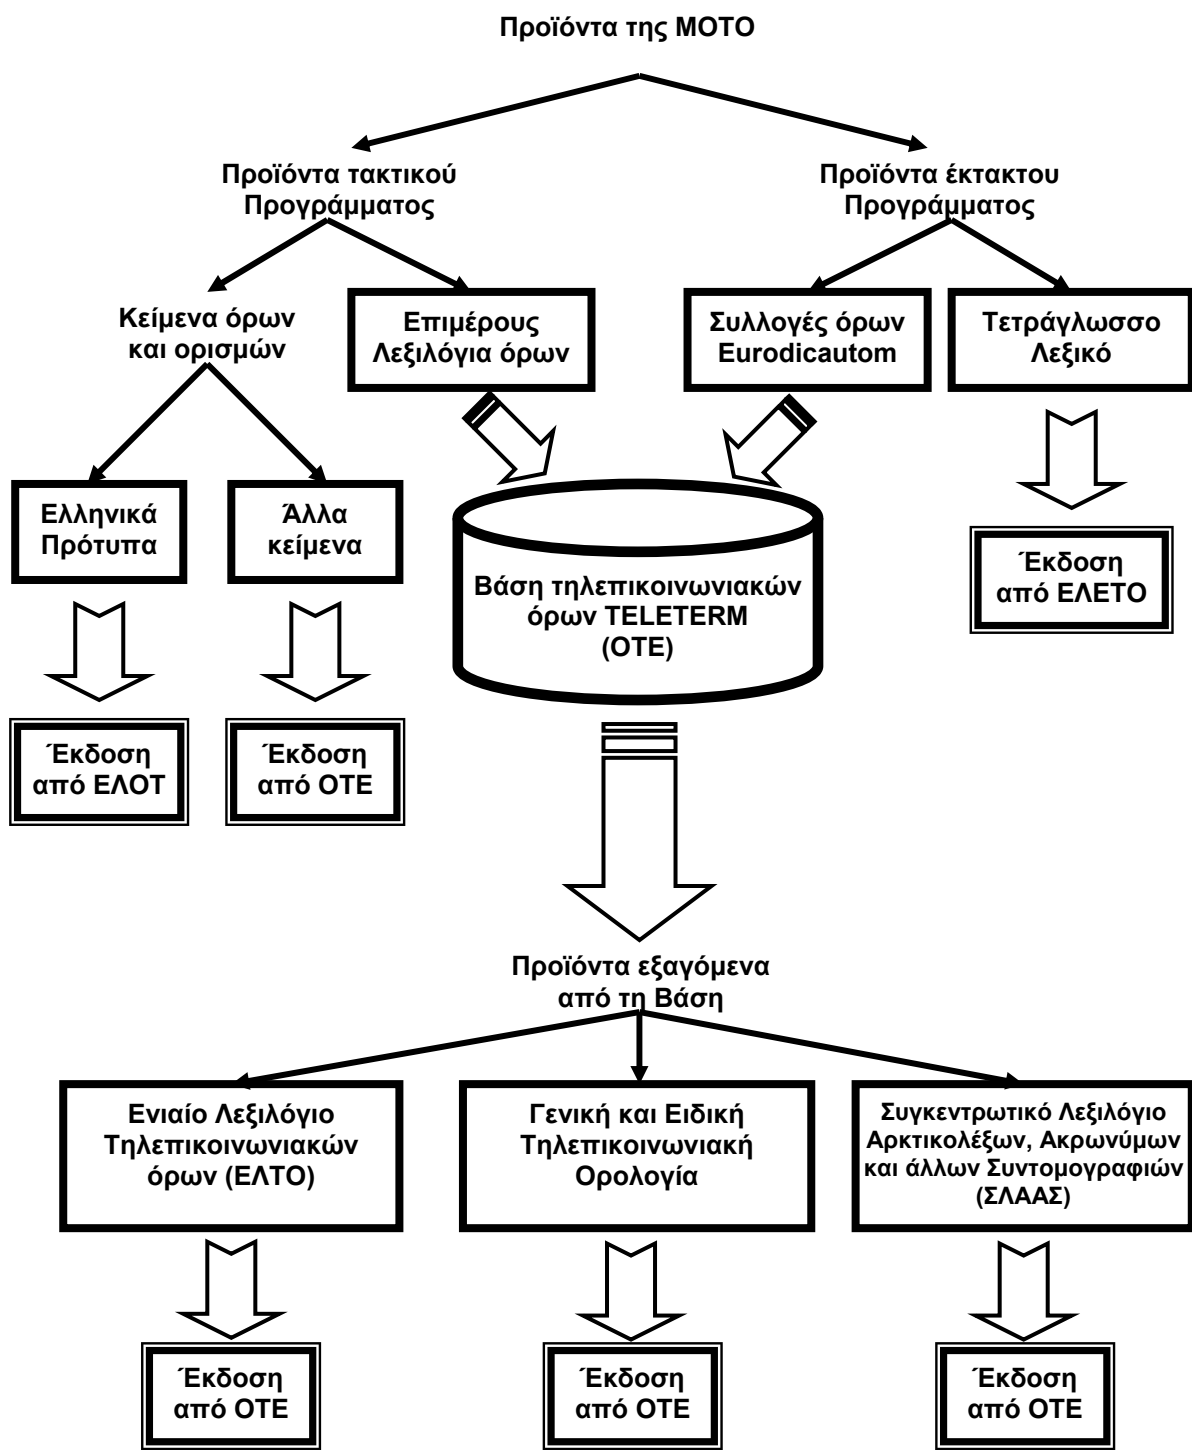 Προϊόντα της ΜΟΤΟ
Προϊόντα τακτικού
Προγράμματος
Προϊόντα έκτακτου
Προγράμματος
Κείμενα όρων
και ορισμών
Επιμέρους
Λεξιλόγια όρων
Συλλογές όρων
Eurodicautom
Τετράγλωσσο
Λεξικό
Ελληνικά
Πρότυπα
Άλλα
κείμενα
Βάση τηλεπικοινωνιακών
όρων TELETERM
(ΟΤΕ)
Έκδοση
από ΕΛΕΤΟ
Έκδοση
από ΕΛΟΤ
Έκδοση
από ΟΤΕ
Προϊόντα εξαγόμενα
από τη Βάση
Ενιαίο Λεξιλόγιο
Τηλεπικοινωνιακών
όρων (ΕΛΤΟ)
Γενική και Ειδική
Τηλεπικοινωνιακή
Ορολογία
Συγκεντρωτικό Λεξιλόγιο
Αρκτικολέξων, Ακρωνύμων
και άλλων Συντομογραφιών
(ΣΛΑΑΣ)
Έκδοση
από ΟΤΕ
Έκδοση
από ΟΤΕ
Έκδοση
από ΟΤΕ